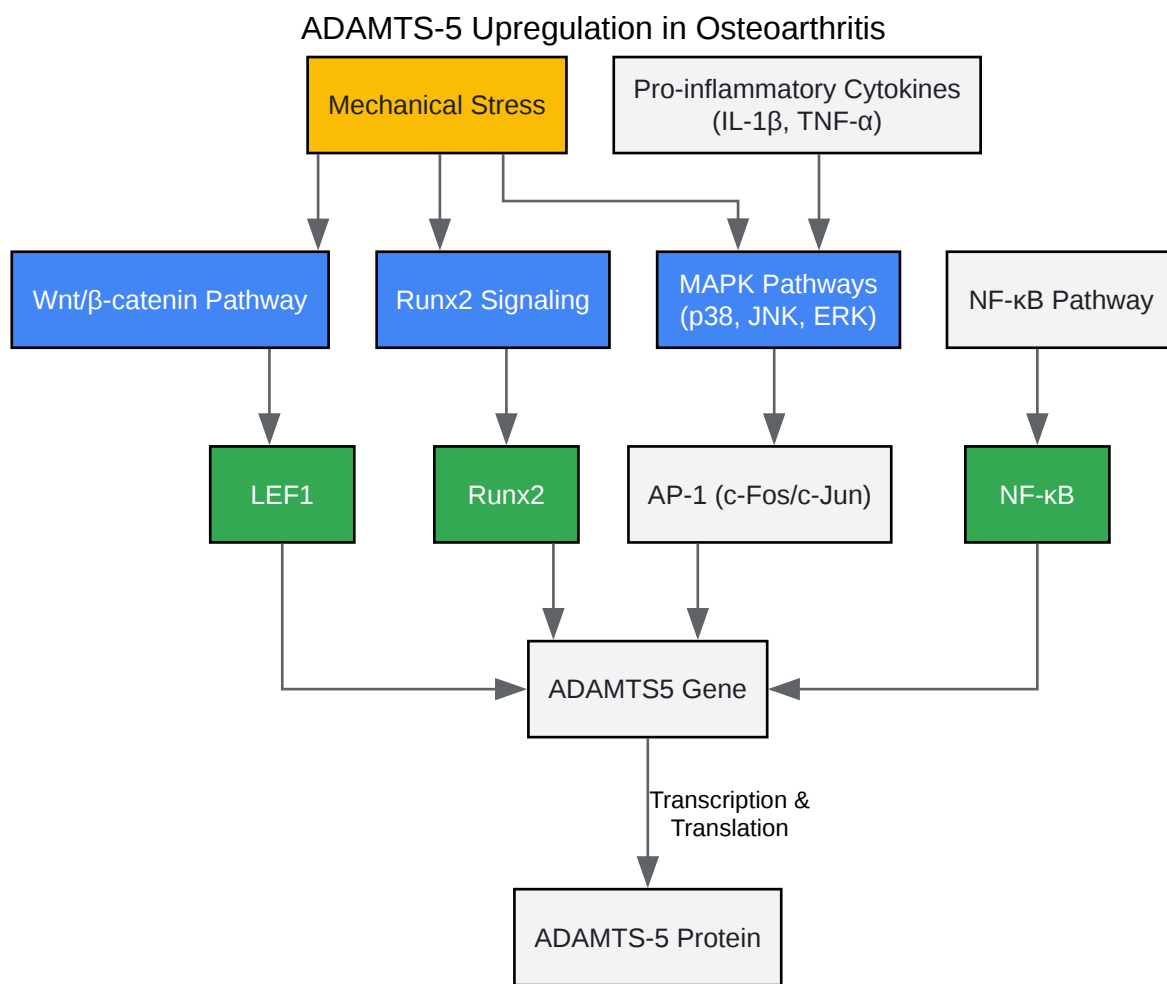 ADAMTS-5 Upregulation in Osteoarthritis
Mechanical Stress
Pro-inflammatory Cytokines
(IL-1β, TNF-α)
Wnt/β-catenin Pathway
Runx2 Signaling
MAPK Pathways
(p38, JNK, ERK)
NF-κB Pathway
LEF1
Runx2
AP-1 (c-Fos/c-Jun)
NF-κB
ADAMTS5 Gene
Transcription &
Translation
ADAMTS-5 Protein